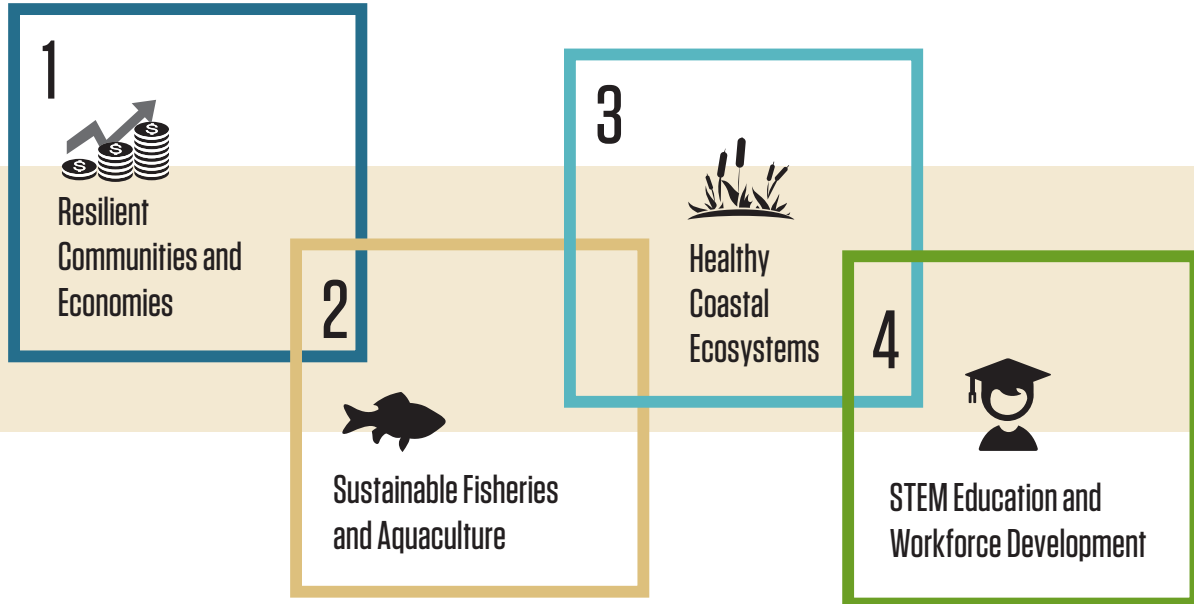 1
Resilient
Communities and
Economies
2
Sustainable Fisheries
and Aquaculture
3
Healthy
Coastal
Ecosystems
4
STEM Education and
Workforce Development